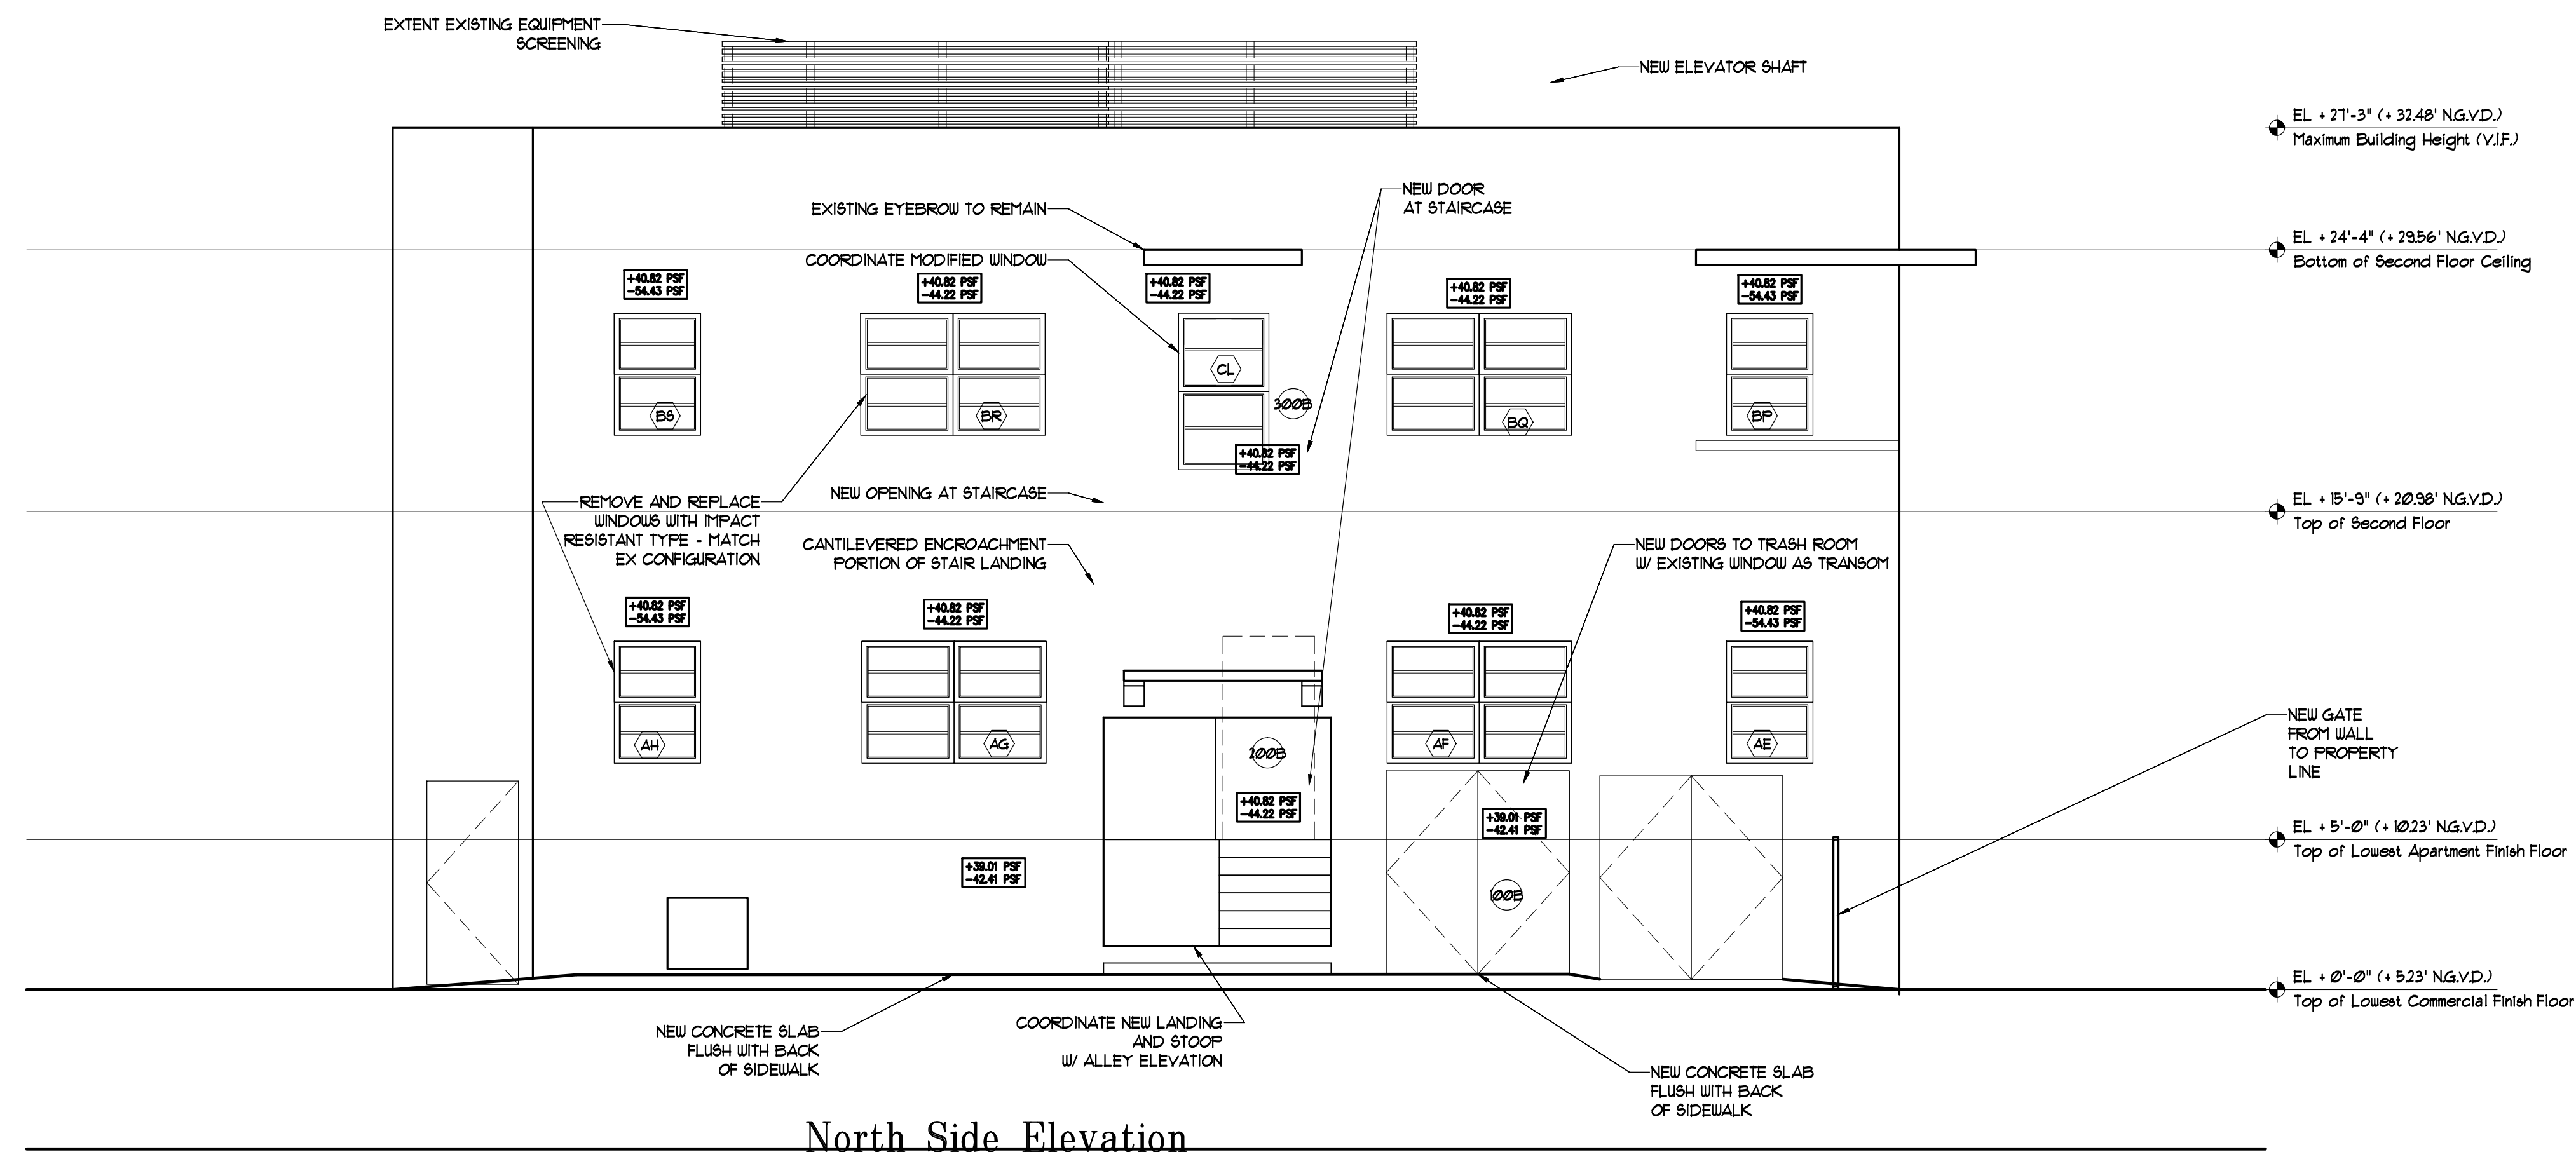 EXTENT EXISTING EQUIPMENT
SCREENING
NEW ELEVATOR SHAFT
EL + 27'-3" (+ 32.48' N.G.V.D.)
Maximum Building Height (V.I.F.)
NEW DOOR
AT STAIRCASE
EXISTING EYEBROW TO REMAIN
EL + 24'-4" (+ 29.56' N.G.V.D.)
Bottom of Second Floor Ceiling
COORDINATE MODIFIED WINDOW
+40.82 PSF
-54.43 PSF
+40.82 PSF
-44.22 PSF
+40.82 PSF
-44.22 PSF
+40.82 PSF
-44.22 PSF
+40.82 PSF
-54.43 PSF
CL
300B
BS
BR
BQ
BP
+40.82 PSF
-44.22 PSF
REMOVE AND REPLACE
WINDOWS WITH IMPACT
RESISTANT TYPE - MATCH
EX CONFIGURATION
NEW OPENING AT STAIRCASE
EL + 15'-9" (+ 20.98' N.G.V.D.)
Top of Second Floor
CANTILEVERED ENCROACHMENT
PORTION OF STAIR LANDING
NEW DOORS TO TRASH ROOM
W/ EXISTING WINDOW AS TRANSOM
+40.82 PSF
-54.43 PSF
+40.82 PSF
-44.22 PSF
+40.82 PSF
-44.22 PSF
+40.82 PSF
-54.43 PSF
AH
AG
200B
AF
AE
NEW GATE
FROM WALL
TO PROPERTY
LINE
+40.82 PSF
-44.22 PSF
+39.01 PSF
-42.41 PSF
EL + 5'-0" (+ 10.23' N.G.V.D.)
Top of Lowest Apartment Finish Floor
+39.01 PSF
-42.41 PSF
100B
EL + 0'-0" (+ 5.23' N.G.V.D.)
Top of Lowest Commercial Finish Floor
NEW CONCRETE SLAB
FLUSH WITH BACK
OF SIDEWALK
COORDINATE NEW LANDING
AND STOOP
W/ ALLEY ELEVATION
NEW CONCRETE SLAB
FLUSH WITH BACK
OF SIDEWALK
North Side Elevation